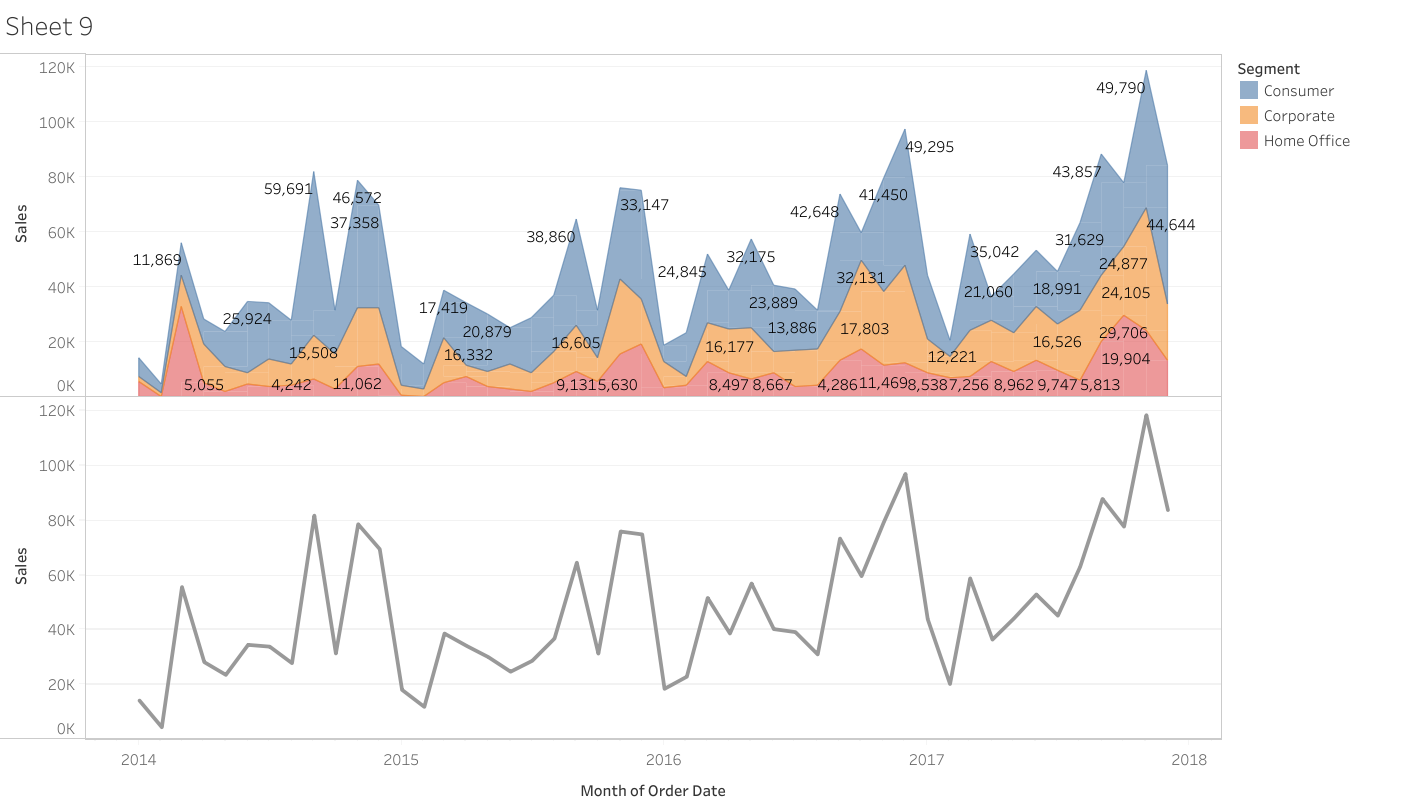 Sheet 9
120K
100K
80K
60K
40K
20K
0K
Sales
11,869
5,055
25,924
4,242
59,691
15,508
46,572
37,358
11,062
17,419
16,332
20,879
38,860
16,605
9,131
5,630
33,147
24,845
16,177
8,497
32,175
8,667
23,889
13,886
42,648
4,286
41,450
32,131
17,803
11,469
49,295
8,538
12,221
7,256
35,042
21,060
8,962
18,991
16,526
9,747
31,629
5,813
43,857
24,877
24,105
29,706
19,904
49,790
44,644
Segment
Consumer
Corporate
Home Office
120K
100K
80K
60K
40K
20K
0K
Sales
2014
2015
2016
2017
2018
Month of Order Date